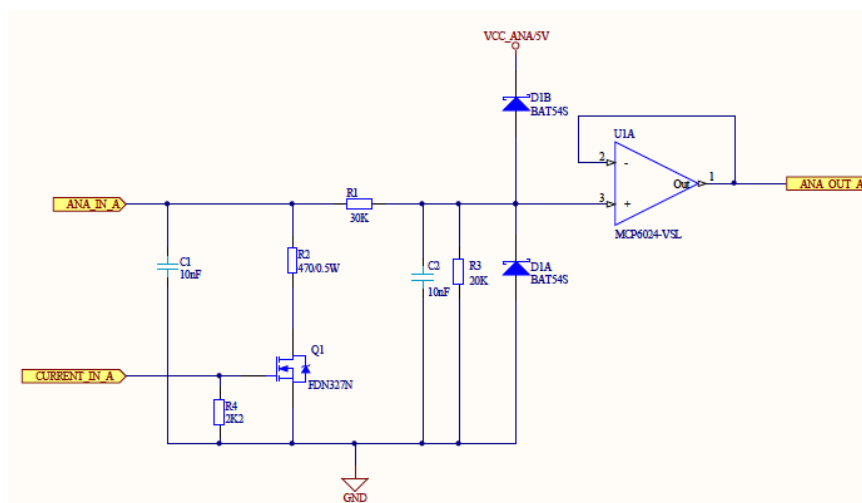 VCC_ANA/5V
D1B
BAT54S
U1A
2
-
Out
1
ANA_OUT_A
3
+
MCP6024-VSL
ANA_IN_A
R1
30K
C1
10nF
R2
470/0.5W
C2
10nF
R3
20K
D1A
BAT54S
Q1
FDN327N
CURRENT_IN_A
R4
2K2
GND